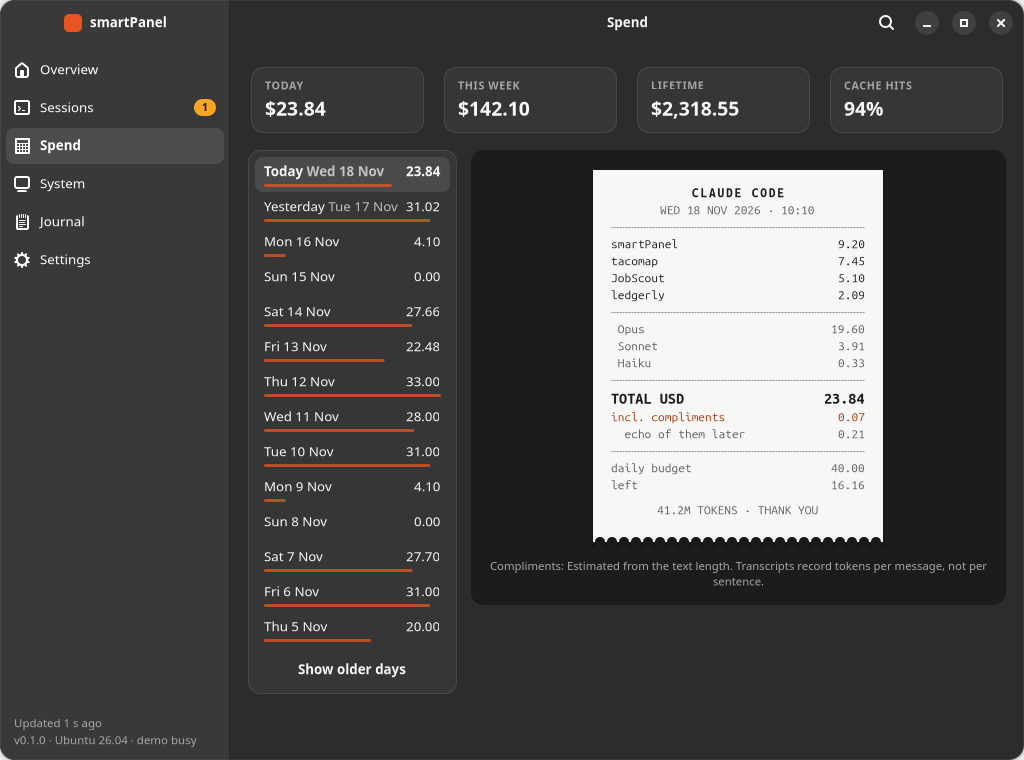 smartPanel
Spend
Overview
Sessions 1
Spend
System
Journal
Settings
Updated 1 s ago
v0.1.0 · Ubuntu 26.04 · demo busy
TODAY
$23.84
THIS WEEK
$142.10
LIFETIME
$2,318.55
CACHE HITS
94%
Today Wed 18 Nov 23.84
Yesterday Tue 17 Nov 31.02
Mon 16 Nov 4.10
Sun 15 Nov 0.00
Sat 14 Nov 27.66
Fri 13 Nov 22.48
Thu 12 Nov 33.00
Wed 11 Nov 28.00
Tue 10 Nov 31.00
Mon 9 Nov 4.10
Sun 8 Nov 0.00
Sat 7 Nov 27.70
Fri 6 Nov 31.00
Thu 5 Nov 20.00
Show older days
CLAUDE CODE
WED 18 NOV 2026 · 10:10
smartPanel 9.20
tacomap 7.45
JobScout 5.10
ledgerly 2.09
Opus 19.60
Sonnet 3.91
Haiku 0.33
TOTAL USD 23.84
incl. compliments 0.07
echo of them later 0.21
daily budget 40.00
left 16.16
41.2M TOKENS · THANK YOU
Compliments: Estimated from the text length. Transcripts record tokens per message, not per
sentence.